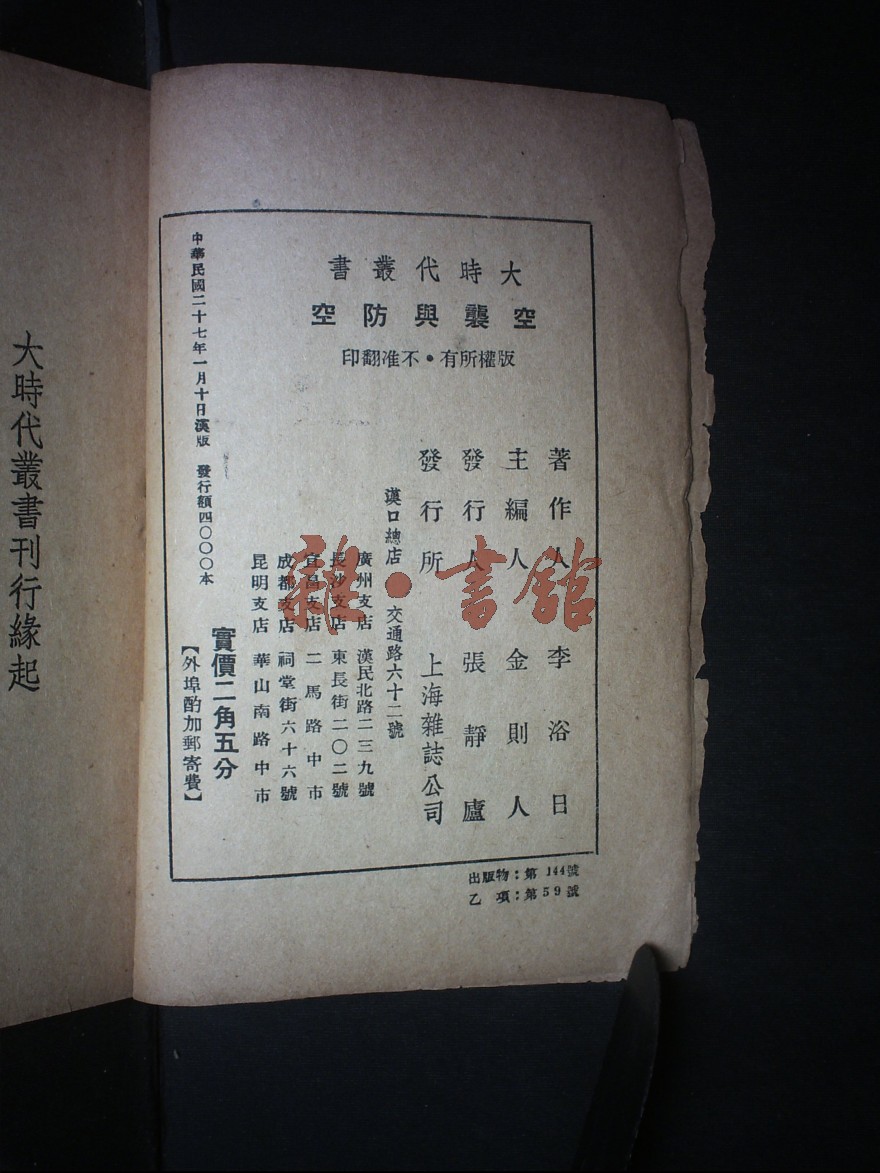 大時代叢書
空襲與防空
版權所有・不准翻印
著作人 李浴日
主編人 金則人
發行人 張靜廬
發行所 上海雜誌公司
漢口總店 交通路六十二號
廣州支店 漢民北路二三九號
長沙支店 東長街二〇二號
宜昌支店 二馬路中市
成都支店 祠堂街六十六號
昆明支店 華山南路中市
實價二角五分
【外埠酌加郵寄費】
中華民國二十七年一月十日漢版 發行額四〇〇〇本
出版物：第144號
乙項：第59號
大時代叢書刊行緣起
雜・書館